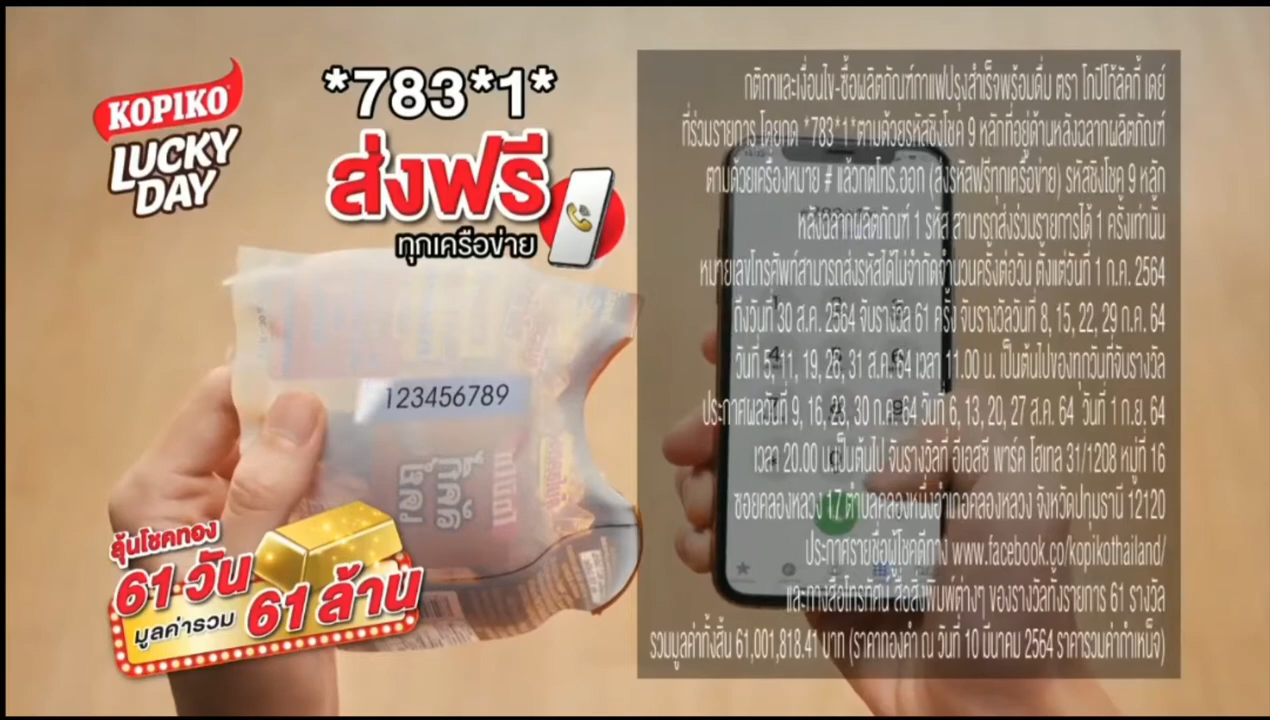 KOPIKO
LUCKY
DAY
*783*1*
ส่งฟรี
ทุกเครือข่าย
123456789
ลุ้นโชคทอง
61 วัน
มูลค่ารวม 61 ล้าน
กติกาและเงื่อนไข-ซื้อผลิตภัณฑ์กาแฟปรุงสำเร็จพร้อมดื่ม ตรา โกปิโก้ลัคกี้ เดย์
ที่ร่วมรายการ โดยกด *783*1*ตามด้วยรหัสชิงโชค 9 หลักที่อยู่ด้านหลังฉลากผลิตภัณฑ์
ตามด้วยเครื่องหมาย # แล้วกดโทร.ออก (ส่งรหัสฟรีทุกเครือข่าย) รหัสชิงโชค 9 หลัก
หลังฉลากผลิตภัณฑ์ 1 รหัส สามารถส่งร่วมรายการได้ 1 ครั้งเท่านั้น
หมายเลขโทรศัพท์สามารถส่งรหัสได้ไม่จำกัดจำนวนครั้งต่อวัน ตั้งแต่วันที่ 1 ก.ค. 2564
ถึงวันที่ 30 ส.ค. 2564 จับรางวัล 61 ครั้ง จับรางวัลวันที่ 8, 15, 22, 29 ก.ค. 64
วันที่ 5, 11, 19, 26, 31 ส.ค. 64 เวลา 11.00 น. เป็นต้นไปของทุกวันที่จับรางวัล
ประกาศผลวันที่ 9, 16, 23, 30 ก.ค. 64 วันที่ 6, 13, 20, 27 ส.ค. 64 วันที่ 1 ก.ย. 64
เวลา 20.00 น.เป็นต้นไป จับรางวัลที่ อีเอสซี พาร์ค โฮเทล 31/1208 หมู่ที่ 16
ซอยคลองหลวง 17 ตำบลคลองหนึ่งอำเภอคลองหลวง จังหวัดปทุมธานี 12120
ประกาศรายชื่อผู้โชคดีทาง www.facebook.co/kopikothailand/
และทางสื่อโทรทัศน์ สื่อสิ่งพิมพ์ต่างๆ ของรางวัลทั้งรายการ 61 รางวัล
รวมมูลค่าทั้งสิ้น 61,001,818.41 บาท (ราคาทองคำ ณ วันที่ 10 มีนาคม 2564 ราคารวมค่ากำเหน็จ)